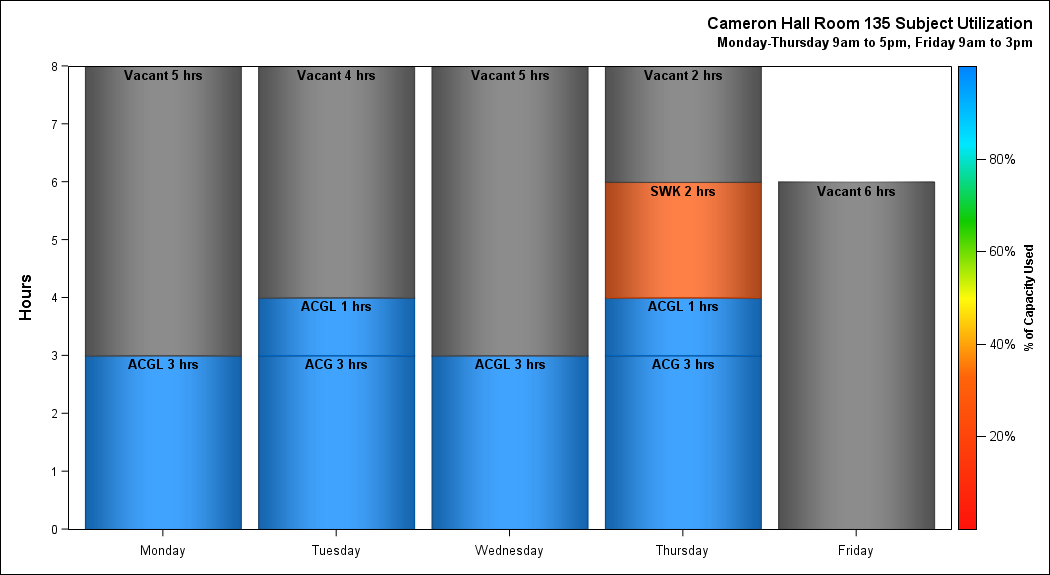 Cameron Hall Room 135 Subject Utilization
Monday-Thursday 9am to 5pm, Friday 9am to 3pm
Hours
8
7
6
5
4
3
2
1
0
Vacant 5 hrs
ACGL 3 hrs
Vacant 4 hrs
ACGL 1 hrs
ACG 3 hrs
Vacant 5 hrs
ACGL 3 hrs
Vacant 2 hrs
SWK 2 hrs
ACGL 1 hrs
ACG 3 hrs
Vacant 6 hrs
Monday
Tuesday
Wednesday
Thursday
Friday
80%
60%
40%
20%
% of Capacity Used